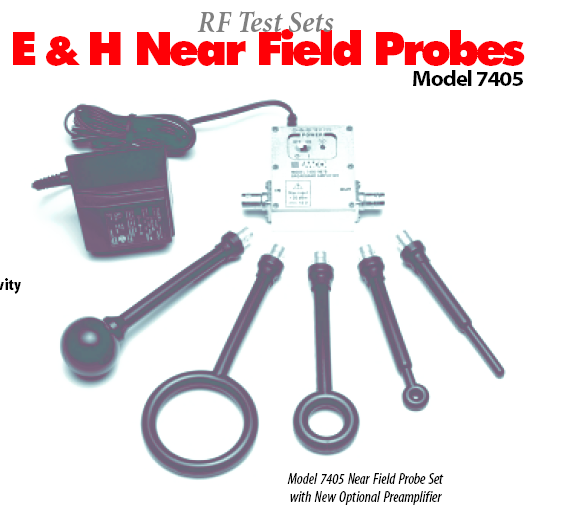 RF Test Sets
E & H Near Field Probes
Model 7405
vity
POWER
Model 7405 Near Field Probe Set
with New Optional Preamplifier